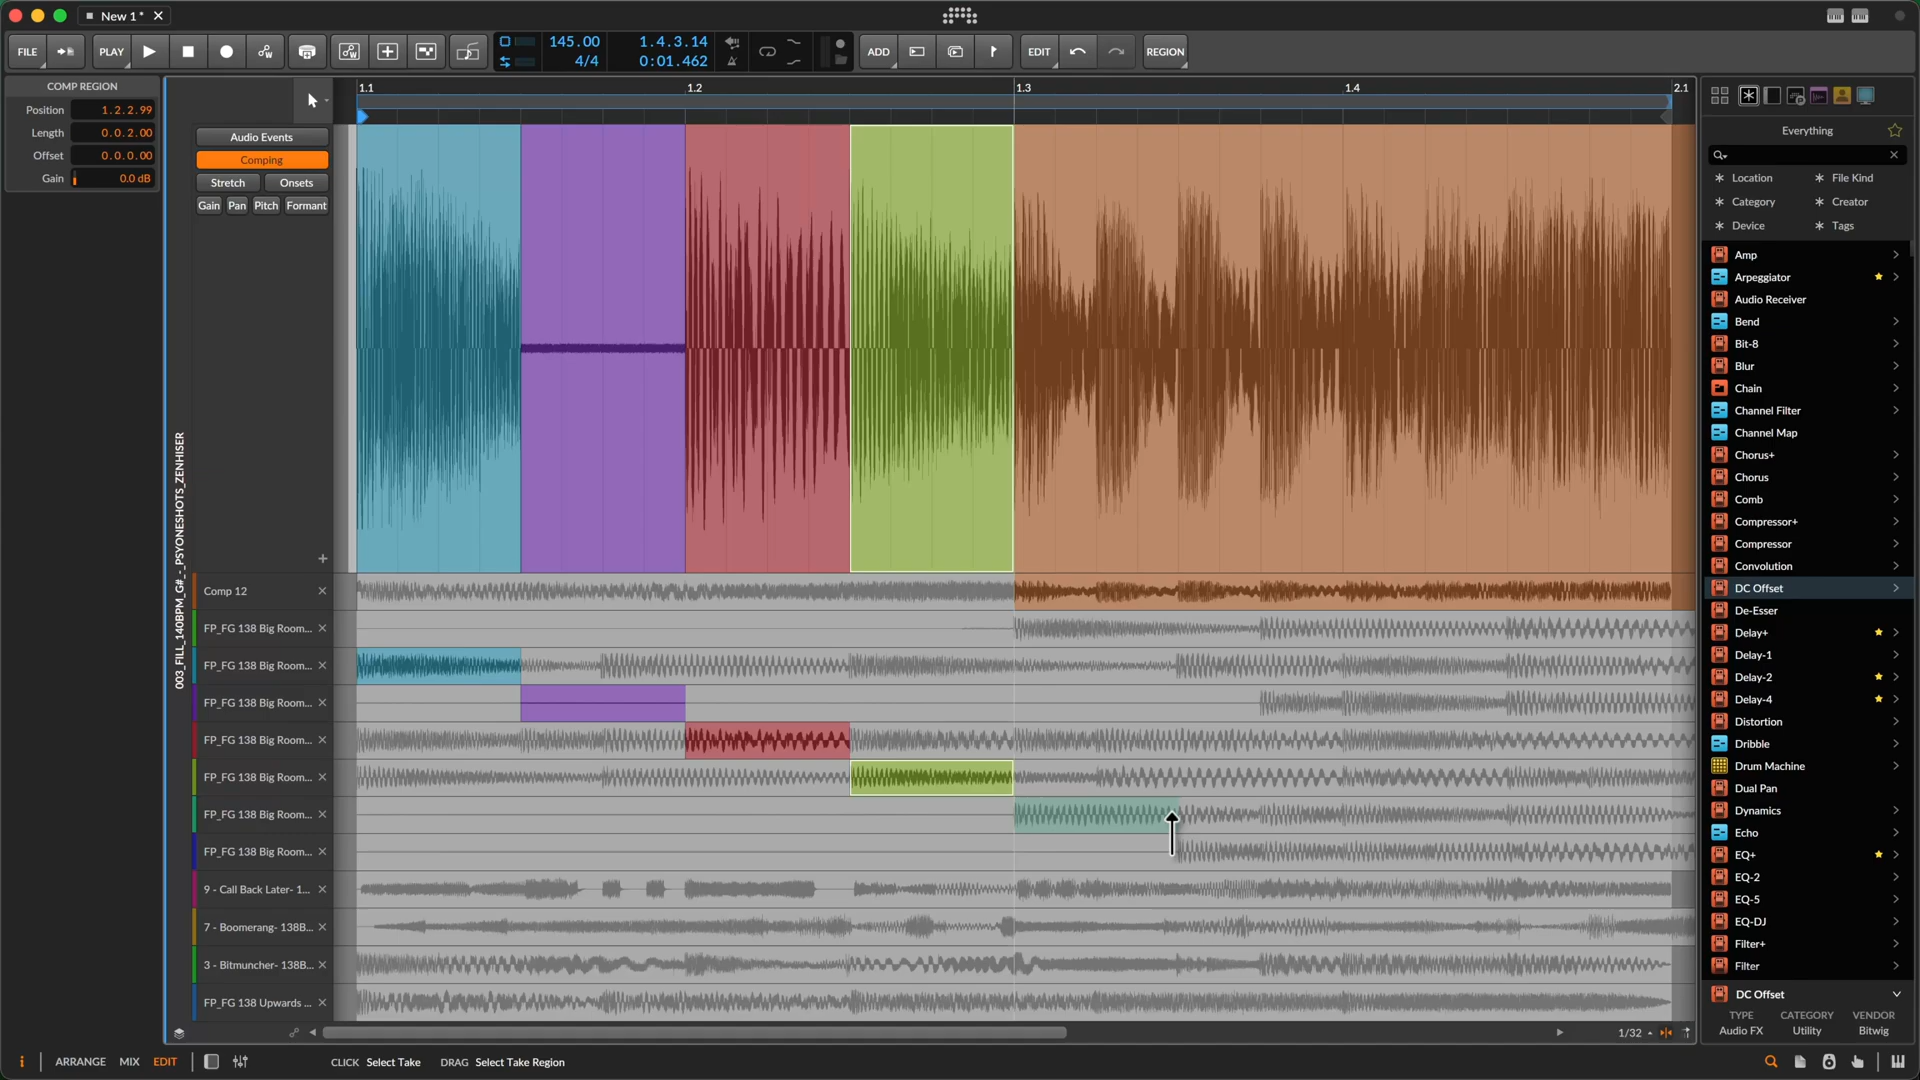 New 1 *
FILE
PLAY
145.00
4/4
1.4.3.14
0:01.462
ADD
EDIT
REGION
COMP REGION
Position 1.2.2.99
Length 0.0.2.00
Offset 0.0.0.00
Gain 0.0 dB
1.1
1.2
1.3
1.4
2.1
Audio Events
Comping
Stretch Onsets
Gain Pan Pitch Formant
003_FILL_140BPM_G#_-_PSYONESHOTS_ZENHISER
Comp 12
FP_FG 138 Big Room...
FP_FG 138 Big Room...
FP_FG 138 Big Room...
FP_FG 138 Big Room...
FP_FG 138 Big Room...
FP_FG 138 Big Room...
FP_FG 138 Big Room...
9 - Call Back Later- 1...
7 - Boomerang- 138B...
3 - Bitmuncher- 138B...
FP_FG 138 Upwards ...
1/32
Everything
Location File Kind
Category Creator
Device Tags
Amp
Arpeggiator
Audio Receiver
Bend
Bit-8
Blur
Chain
Channel Filter
Channel Map
Chorus+
Chorus
Comb
Compressor+
Compressor
Convolution
DC Offset
De-Esser
Delay+
Delay-1
Delay-2
Delay-4
Distortion
Dribble
Drum Machine
Dual Pan
Dynamics
Echo
EQ+
EQ-2
EQ-5
EQ-DJ
Filter+
Filter
DC Offset
TYPE CATEGORY VENDOR
Audio FX Utility Bitwig
i ARRANGE MIX EDIT
CLICK Select Take DRAG Select Take Region